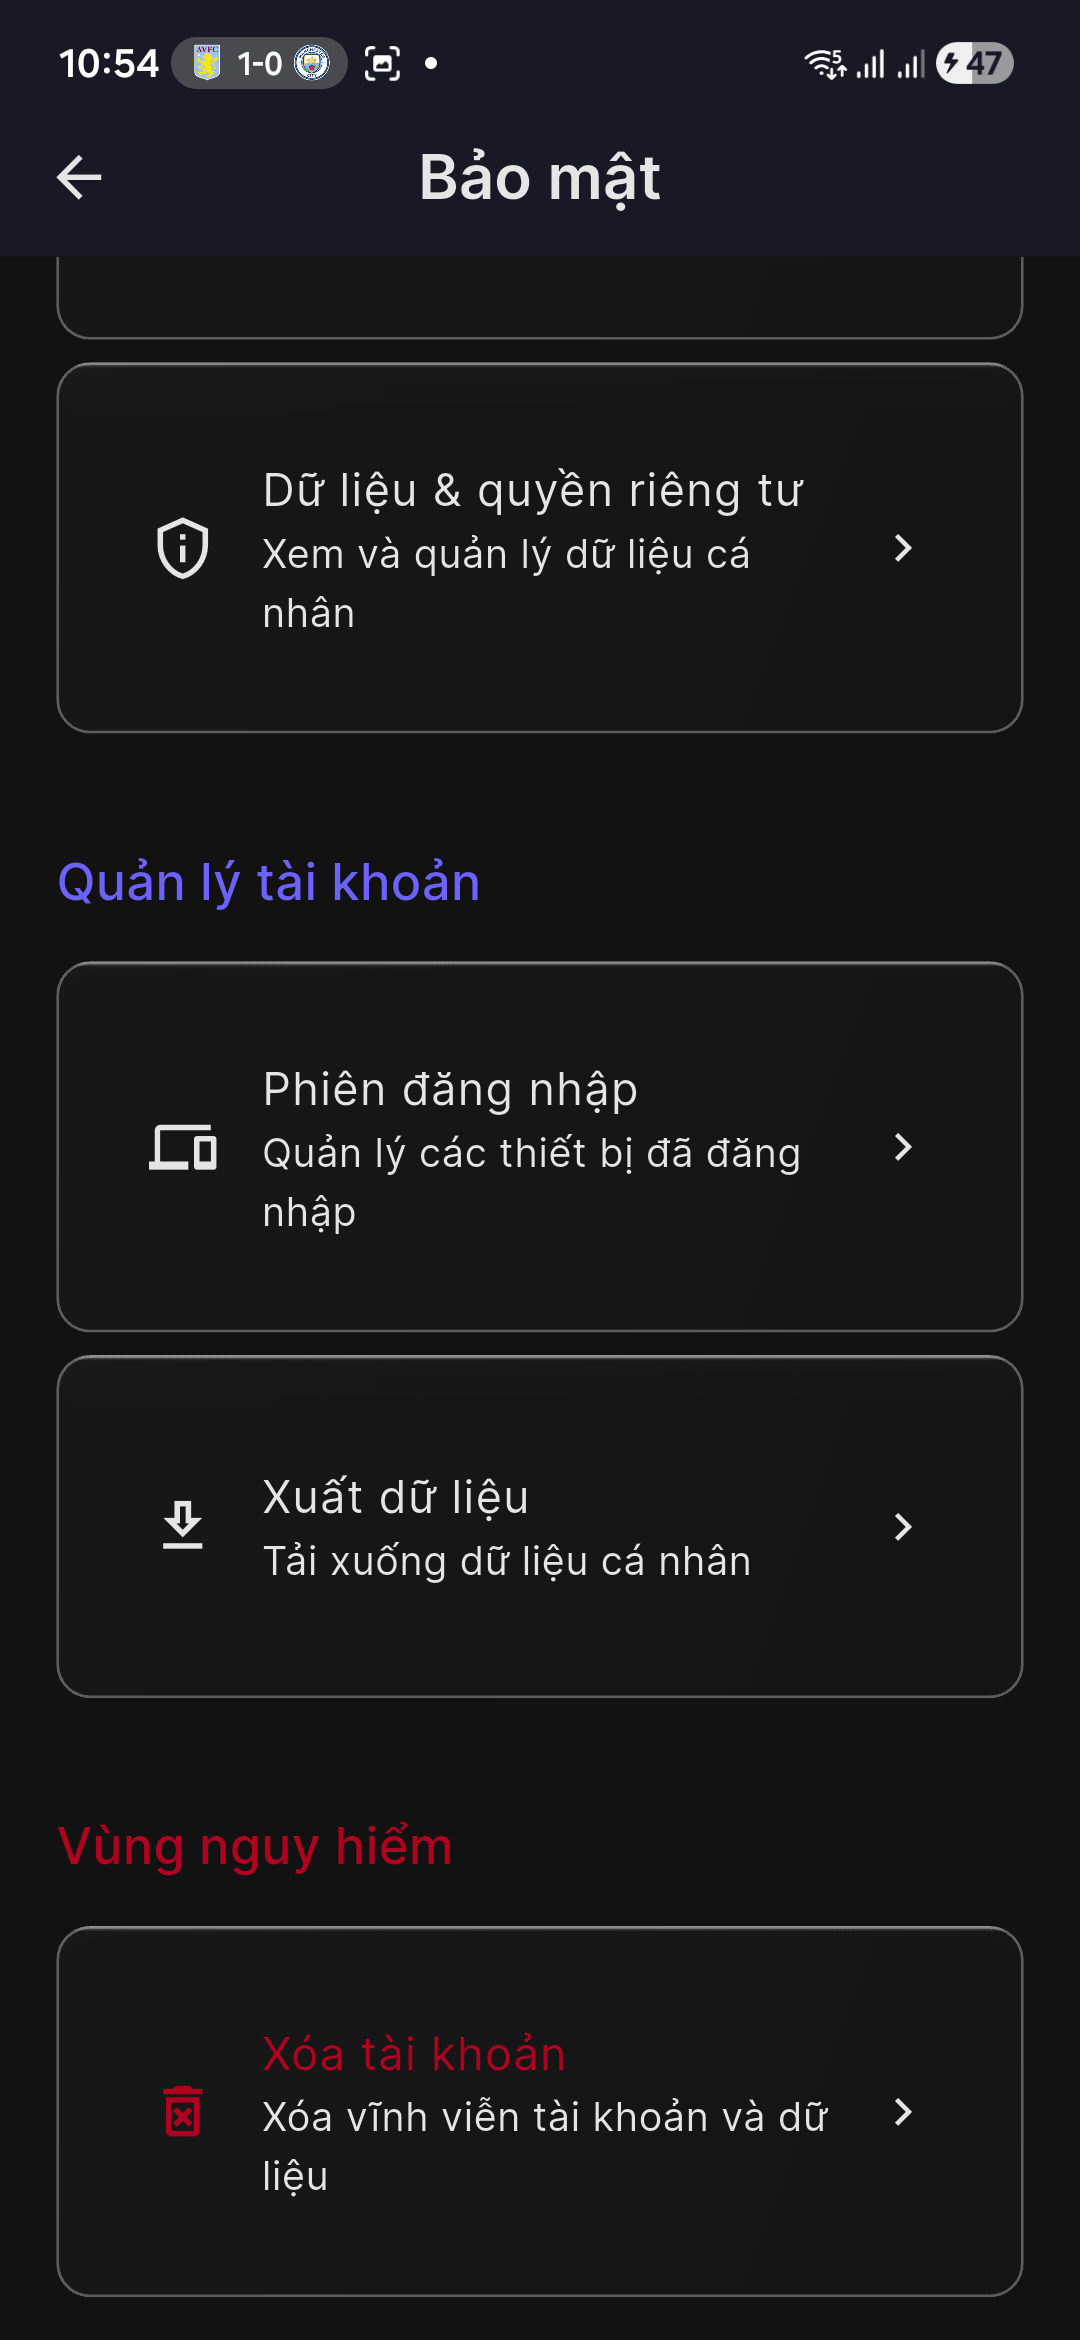 10:54 AVFC 1-0 5 47
Bảo mật
Dữ liệu & quyền riêng tư
Xem và quản lý dữ liệu cá
nhân
Quản lý tài khoản
Phiên đăng nhập
Quản lý các thiết bị đã đăng
nhập
Xuất dữ liệu
Tải xuống dữ liệu cá nhân
Vùng nguy hiểm
Xóa tài khoản
Xóa vĩnh viễn tài khoản và dữ
liệu